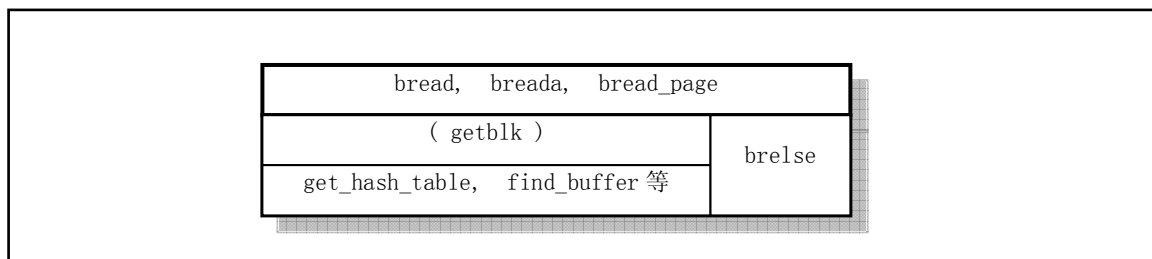 bread, breada, bread_page
( getblk )
brelse
get_hash_table, find_buffer 等